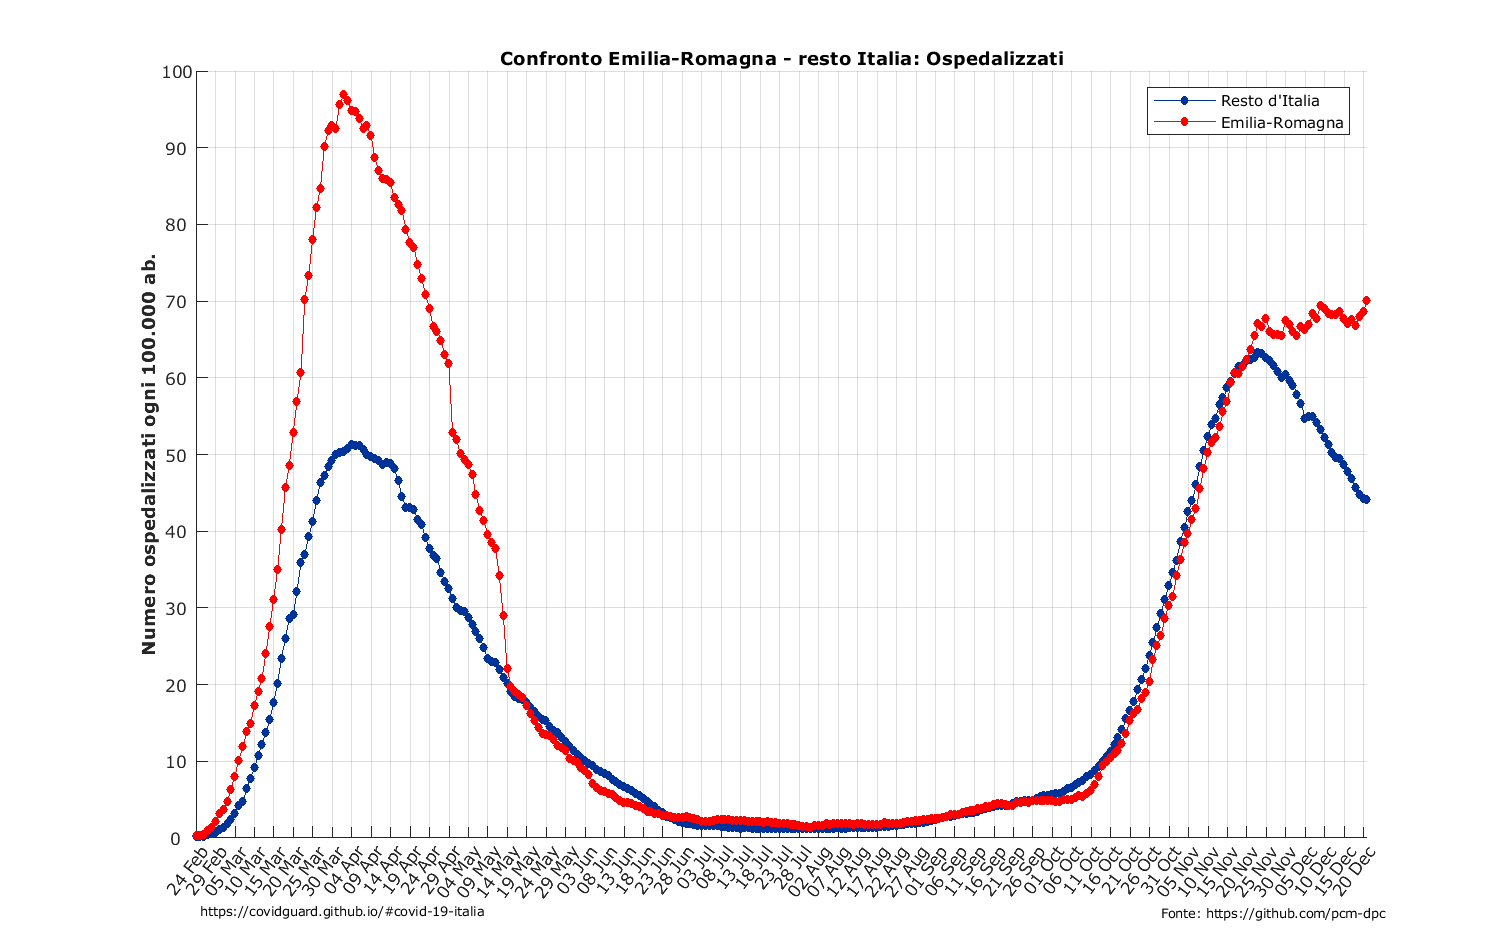 Confronto Emilia-Romagna - resto Italia: Ospedalizzati
Resto d'Italia
Emilia-Romagna
Numero ospedalizzati ogni 100.000 ab.
100
90
80
70
60
50
40
30
20
10
0
24 Feb
29 Feb
05 Mar
10 Mar
15 Mar
20 Mar
25 Mar
30 Mar
04 Apr
09 Apr
14 Apr
19 Apr
24 Apr
29 Apr
04 May
09 May
14 May
19 May
24 May
29 May
03 Jun
08 Jun
13 Jun
18 Jun
23 Jun
28 Jun
03 Jul
08 Jul
13 Jul
18 Jul
23 Jul
28 Jul
02 Aug
07 Aug
12 Aug
17 Aug
22 Aug
27 Aug
01 Sep
06 Sep
11 Sep
16 Sep
21 Sep
26 Sep
01 Oct
06 Oct
11 Oct
16 Oct
21 Oct
26 Oct
31 Oct
05 Nov
10 Nov
15 Nov
20 Nov
25 Nov
30 Nov
05 Dec
10 Dec
15 Dec
20 Dec
https://covidguard.github.io/#covid-19-italia
Fonte: https://github.com/pcm-dpc